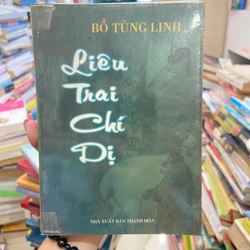 BỒ TÙNG LINH
Liêu
Trai
Chí
Dị
NHÀ XUẤT BẢN THANH HÓA